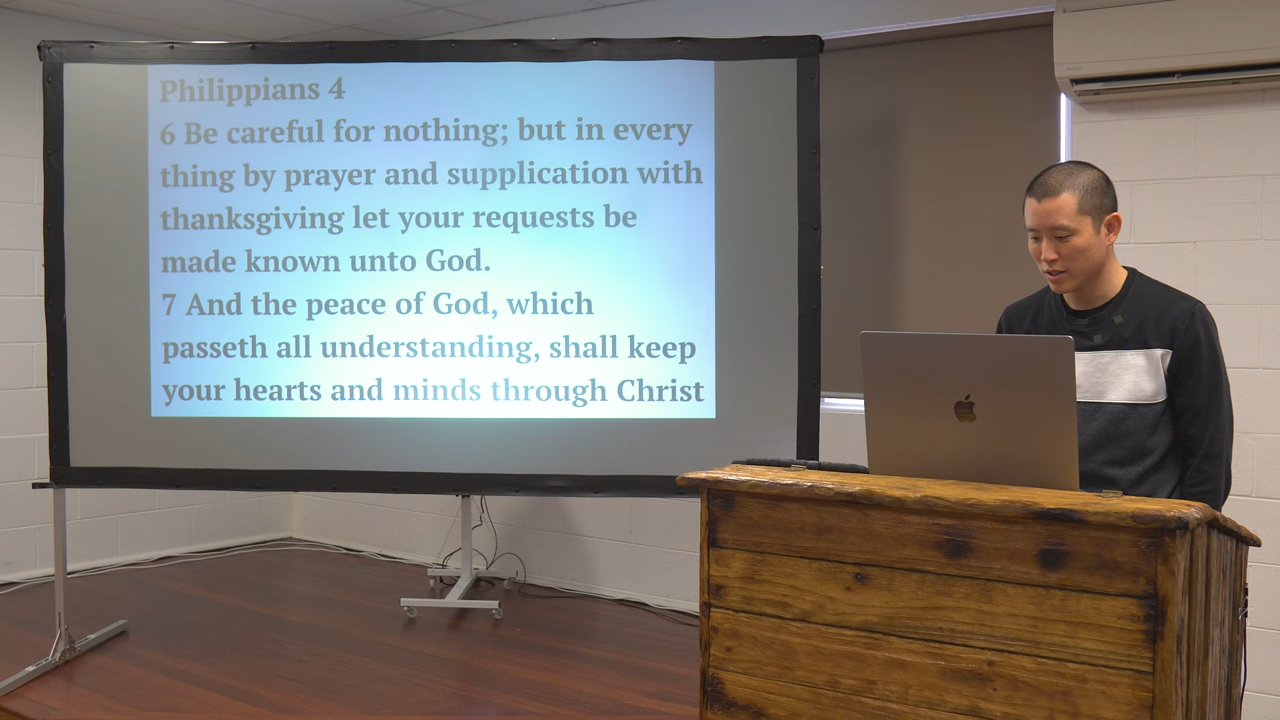 Philippians 4
6 Be careful for nothing; but in every
thing by prayer and supplication with
thanksgiving let your requests be
made known unto God.
7 And the peace of God, which
passeth all understanding, shall keep
your hearts and minds through Christ